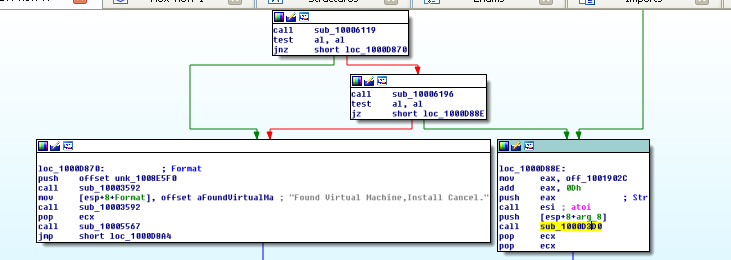 Structures
Enums
Imports
call sub_10006119
test al, al
jnz short loc_1000D870
call sub_10006196
test al, al
jz short loc_1000D88E
loc_1000D870: ; Format
push offset unk_1008E5F0
call sub_10003592
mov [esp+8+Format], offset aFoundVirtualMa ; "Found Virtual Machine,Install Cancel."
call sub_10003592
pop ecx
call sub_10005567
jmp short loc_1000D8A4
loc_1000D88E:
mov eax, off_1001902C
add eax, 0Dh
push eax ; Str
call esi ; atoi
push [esp+8+arg_8]
call sub_1000D3D0
pop ecx
pop ecx